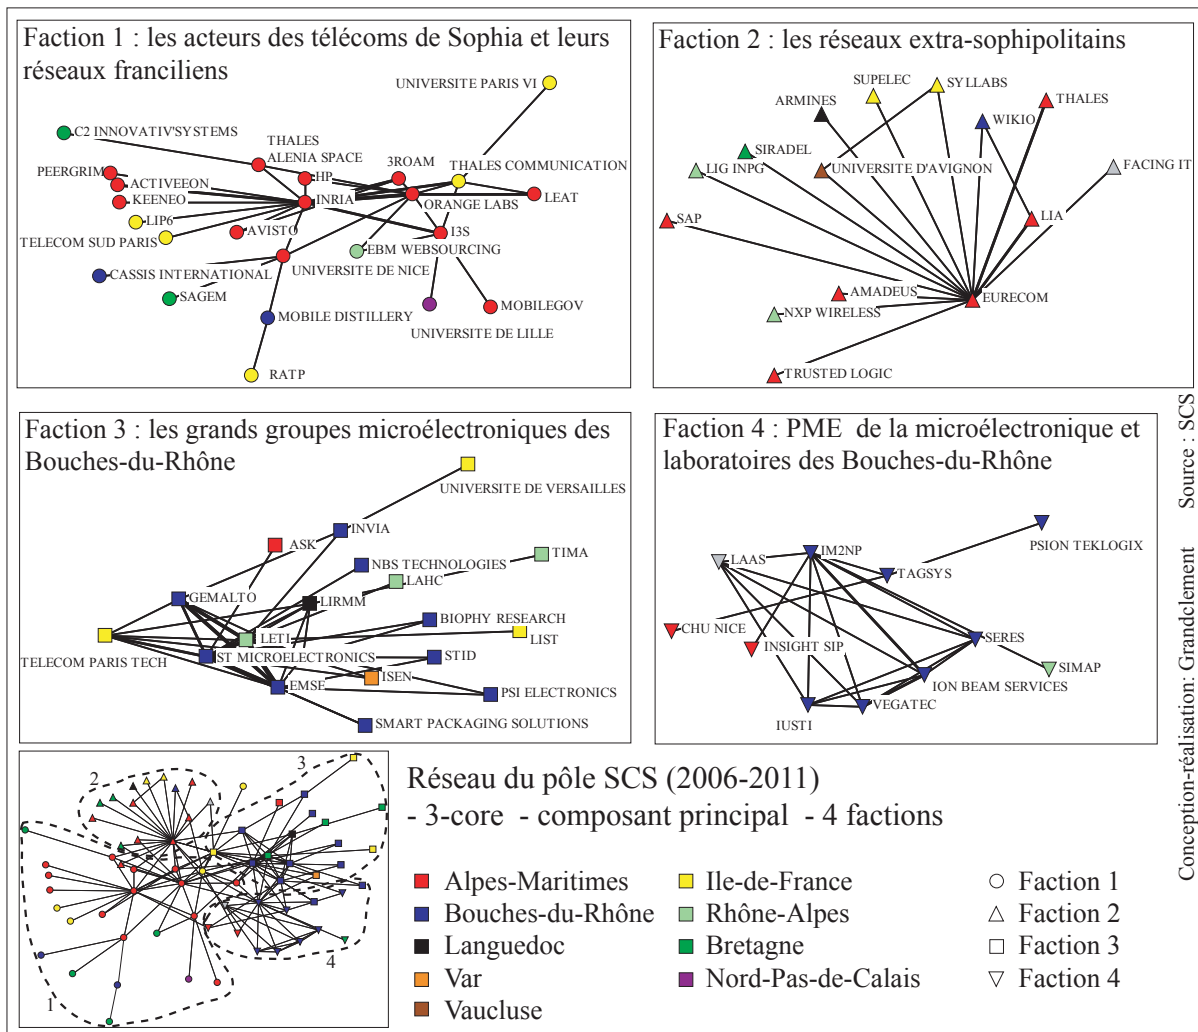 Faction 1 : les acteurs des télécoms de Sophia et leurs
réseaux franciliens
UNIVERSITE PARIS VI
C2 INNOVATIV'SYSTEMS
THALES
ALENIA SPACE
3ROAM
THALES COMMUNICATION
PEERGRIM
HP
ACTIVEEON
KEENEO
INRIA
ORANGE LABS
LEAT
LIP6
TELECOM SUD PARIS
AVISTO
I3S
EBM WEBSOURCING
CASSIS INTERNATIONAL
UNIVERSITE DE NICE
SAGEM
MOBILE DISTILLERY
MOBILEGOV
UNIVERSITE DE LILLE
RATP
Faction 2 : les réseaux extra-sophipolitains
SUPELEC
SYLLABS
ARMINES
THALES
WIKIO
SIRADEL
LIG INPG
UNIVERSITE D'AVIGNON
FACING IT
SAP
LIA
AMADEUS
EURECOM
NXP WIRELESS
TRUSTED LOGIC
Faction 3 : les grands groupes microélectroniques des
Bouches-du-Rhône
UNIVERSITE DE VERSAILLES
INVIA
ASK
TIMA
NBS TECHNOLOGIES
LAHC
GEMALTO
LIRMM
BIOPHY RESEARCH
LETI
LIST
TELECOM PARIS TECH
ST MICROELECTRONICS
STID
ISEN
EMSE
PSI ELECTRONICS
SMART PACKAGING SOLUTIONS
Faction 4 : PME de la microélectronique et
laboratoires des Bouches-du-Rhône
PSION TEKLOGIX
LAAS
IM2NP
TAGSYS
CHU NICE
INSIGHT SIP
SERES
SIMAP
ION BEAM SERVICES
VEGATEC
IUSTI
Conception-réalisation: Grandclement Source : SCS
1
2
3
4
Réseau du pôle SCS (2006-2011)
- 3-core - composant principal - 4 factions
Alpes-Maritimes
Bouches-du-Rhône
Languedoc
Var
Vaucluse
Ile-de-France
Rhône-Alpes
Bretagne
Nord-Pas-de-Calais
Faction 1
Faction 2
Faction 3
Faction 4